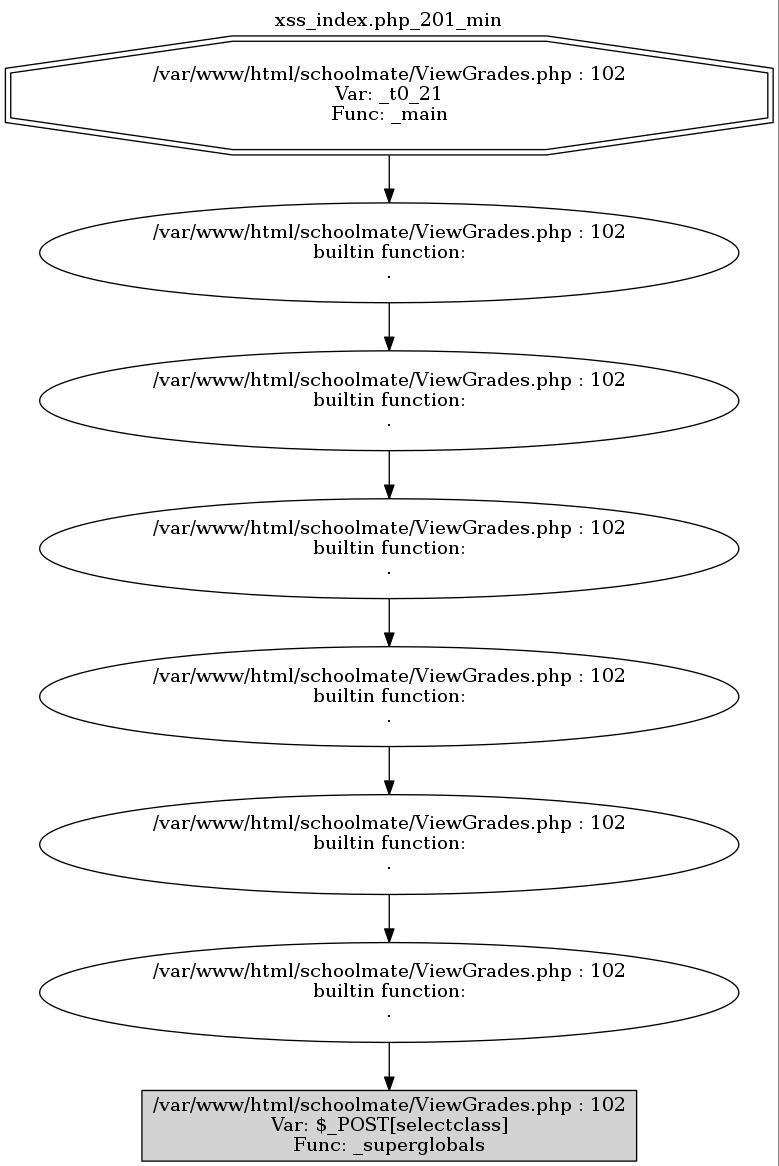 xss_index.php_201_min
/var/www/html/schoolmate/ViewGrades.php : 102
Var: _t0_21
Func: _main
/var/www/html/schoolmate/ViewGrades.php : 102
builtin function:
.
/var/www/html/schoolmate/ViewGrades.php : 102
builtin function:
.
/var/www/html/schoolmate/ViewGrades.php : 102
builtin function:
.
/var/www/html/schoolmate/ViewGrades.php : 102
builtin function:
.
/var/www/html/schoolmate/ViewGrades.php : 102
builtin function:
.
/var/www/html/schoolmate/ViewGrades.php : 102
builtin function:
.
/var/www/html/schoolmate/ViewGrades.php : 102
Var: $_POST[selectclass]
Func: _superglobals